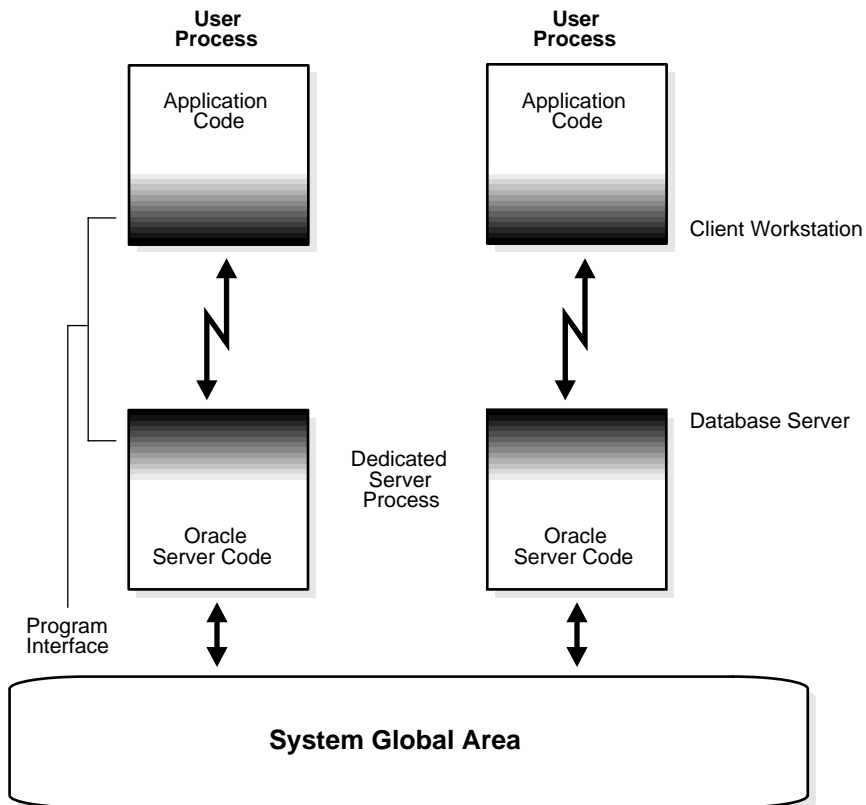 User
Process
User
Process
Application
Code
Application
Code
Client Workstation
Database Server
Dedicated
Server
Process
Oracle
Server Code
Oracle
Server Code
Program
Interface
System Global Area